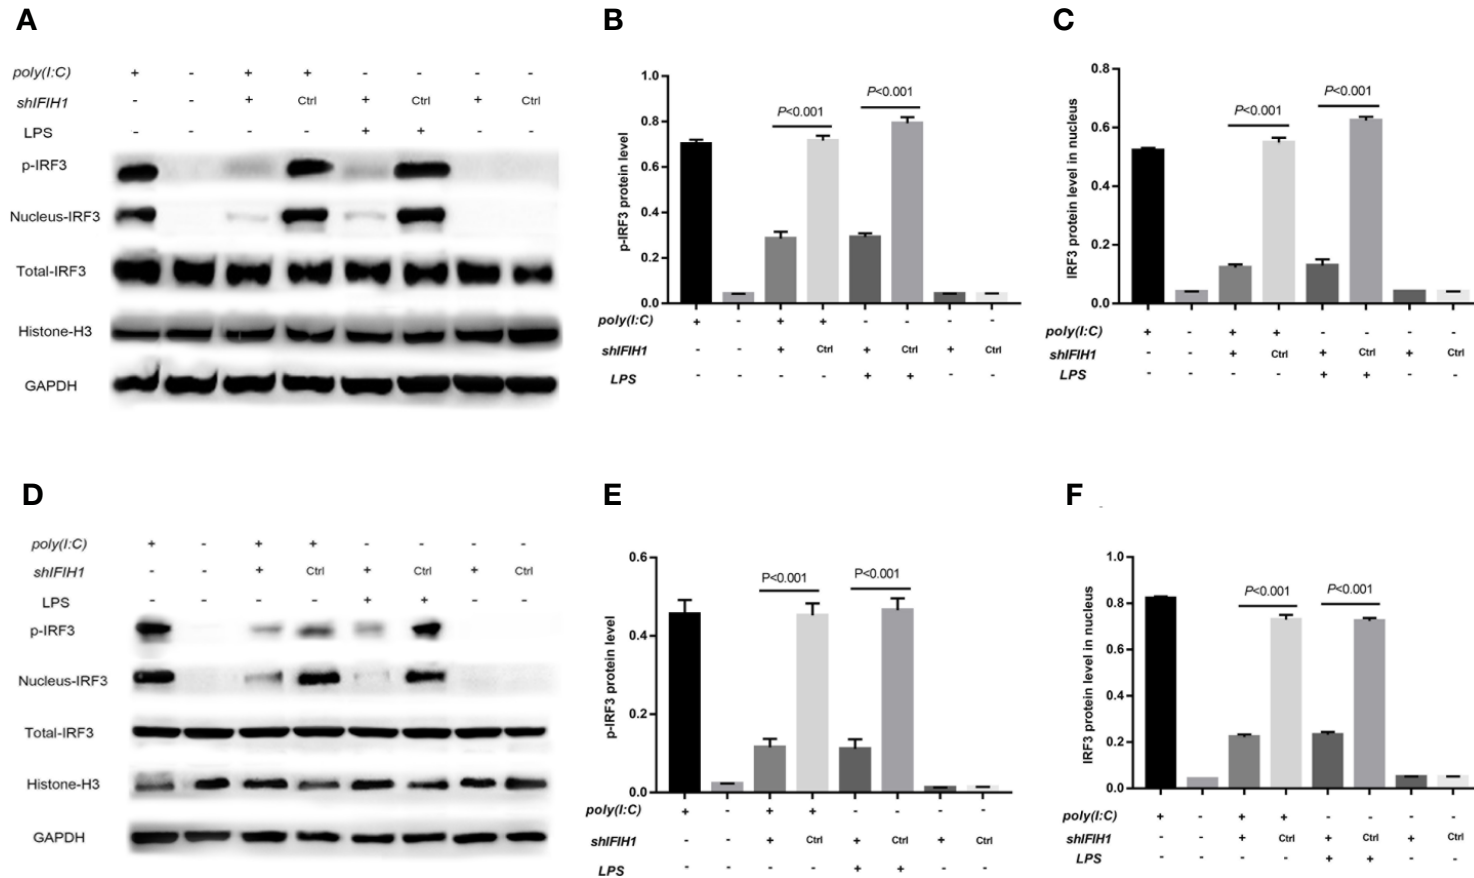 A
poly(I:C) + - + + - - - -
shIFIH1 - - + Ctrl + Ctrl + Ctrl
LPS - - - - + + - -
p-IRF3
Nucleus-IRF3
Total-IRF3
Histone-H3
GAPDH
B
1.0
0.8
0.6
0.4
0.2
0.0
p-IRF3 protein level
P<0.001
P<0.001
poly(I:C) + - + + - - - -
shIFIH1 - - + Ctrl + Ctrl + Ctrl
LPS - - - - + + - -
C
0.8
0.6
0.4
0.2
0.0
IRF3 protein level in nucleus
P<0.001
P<0.001
poly(I:C) + - + + - - - -
shIFIH1 - - + Ctrl + Ctrl + Ctrl
LPS - - - - + + - -
D
poly(I:C) + - + + - - - -
shIFIH1 - - + Ctrl + Ctrl + Ctrl
LPS - - - - + + - -
p-IRF3
Nucleus-IRF3
Total-IRF3
Histone-H3
GAPDH
E
0.6
0.4
0.2
0.0
p-IRF3 protein level
P<0.001
P<0.001
poly(I:C) + - + + - - - -
shIFIH1 - - + Ctrl + Ctrl + Ctrl
LPS - - - - + + - -
F
1.0
0.8
0.6
0.4
0.2
0.0
IRF3 protein level in nucleus
P<0.001
P<0.001
poly(I:C) + - + + - - - -
shIFIH1 - - + Ctrl + Ctrl + Ctrl
LPS - - - - + + - -